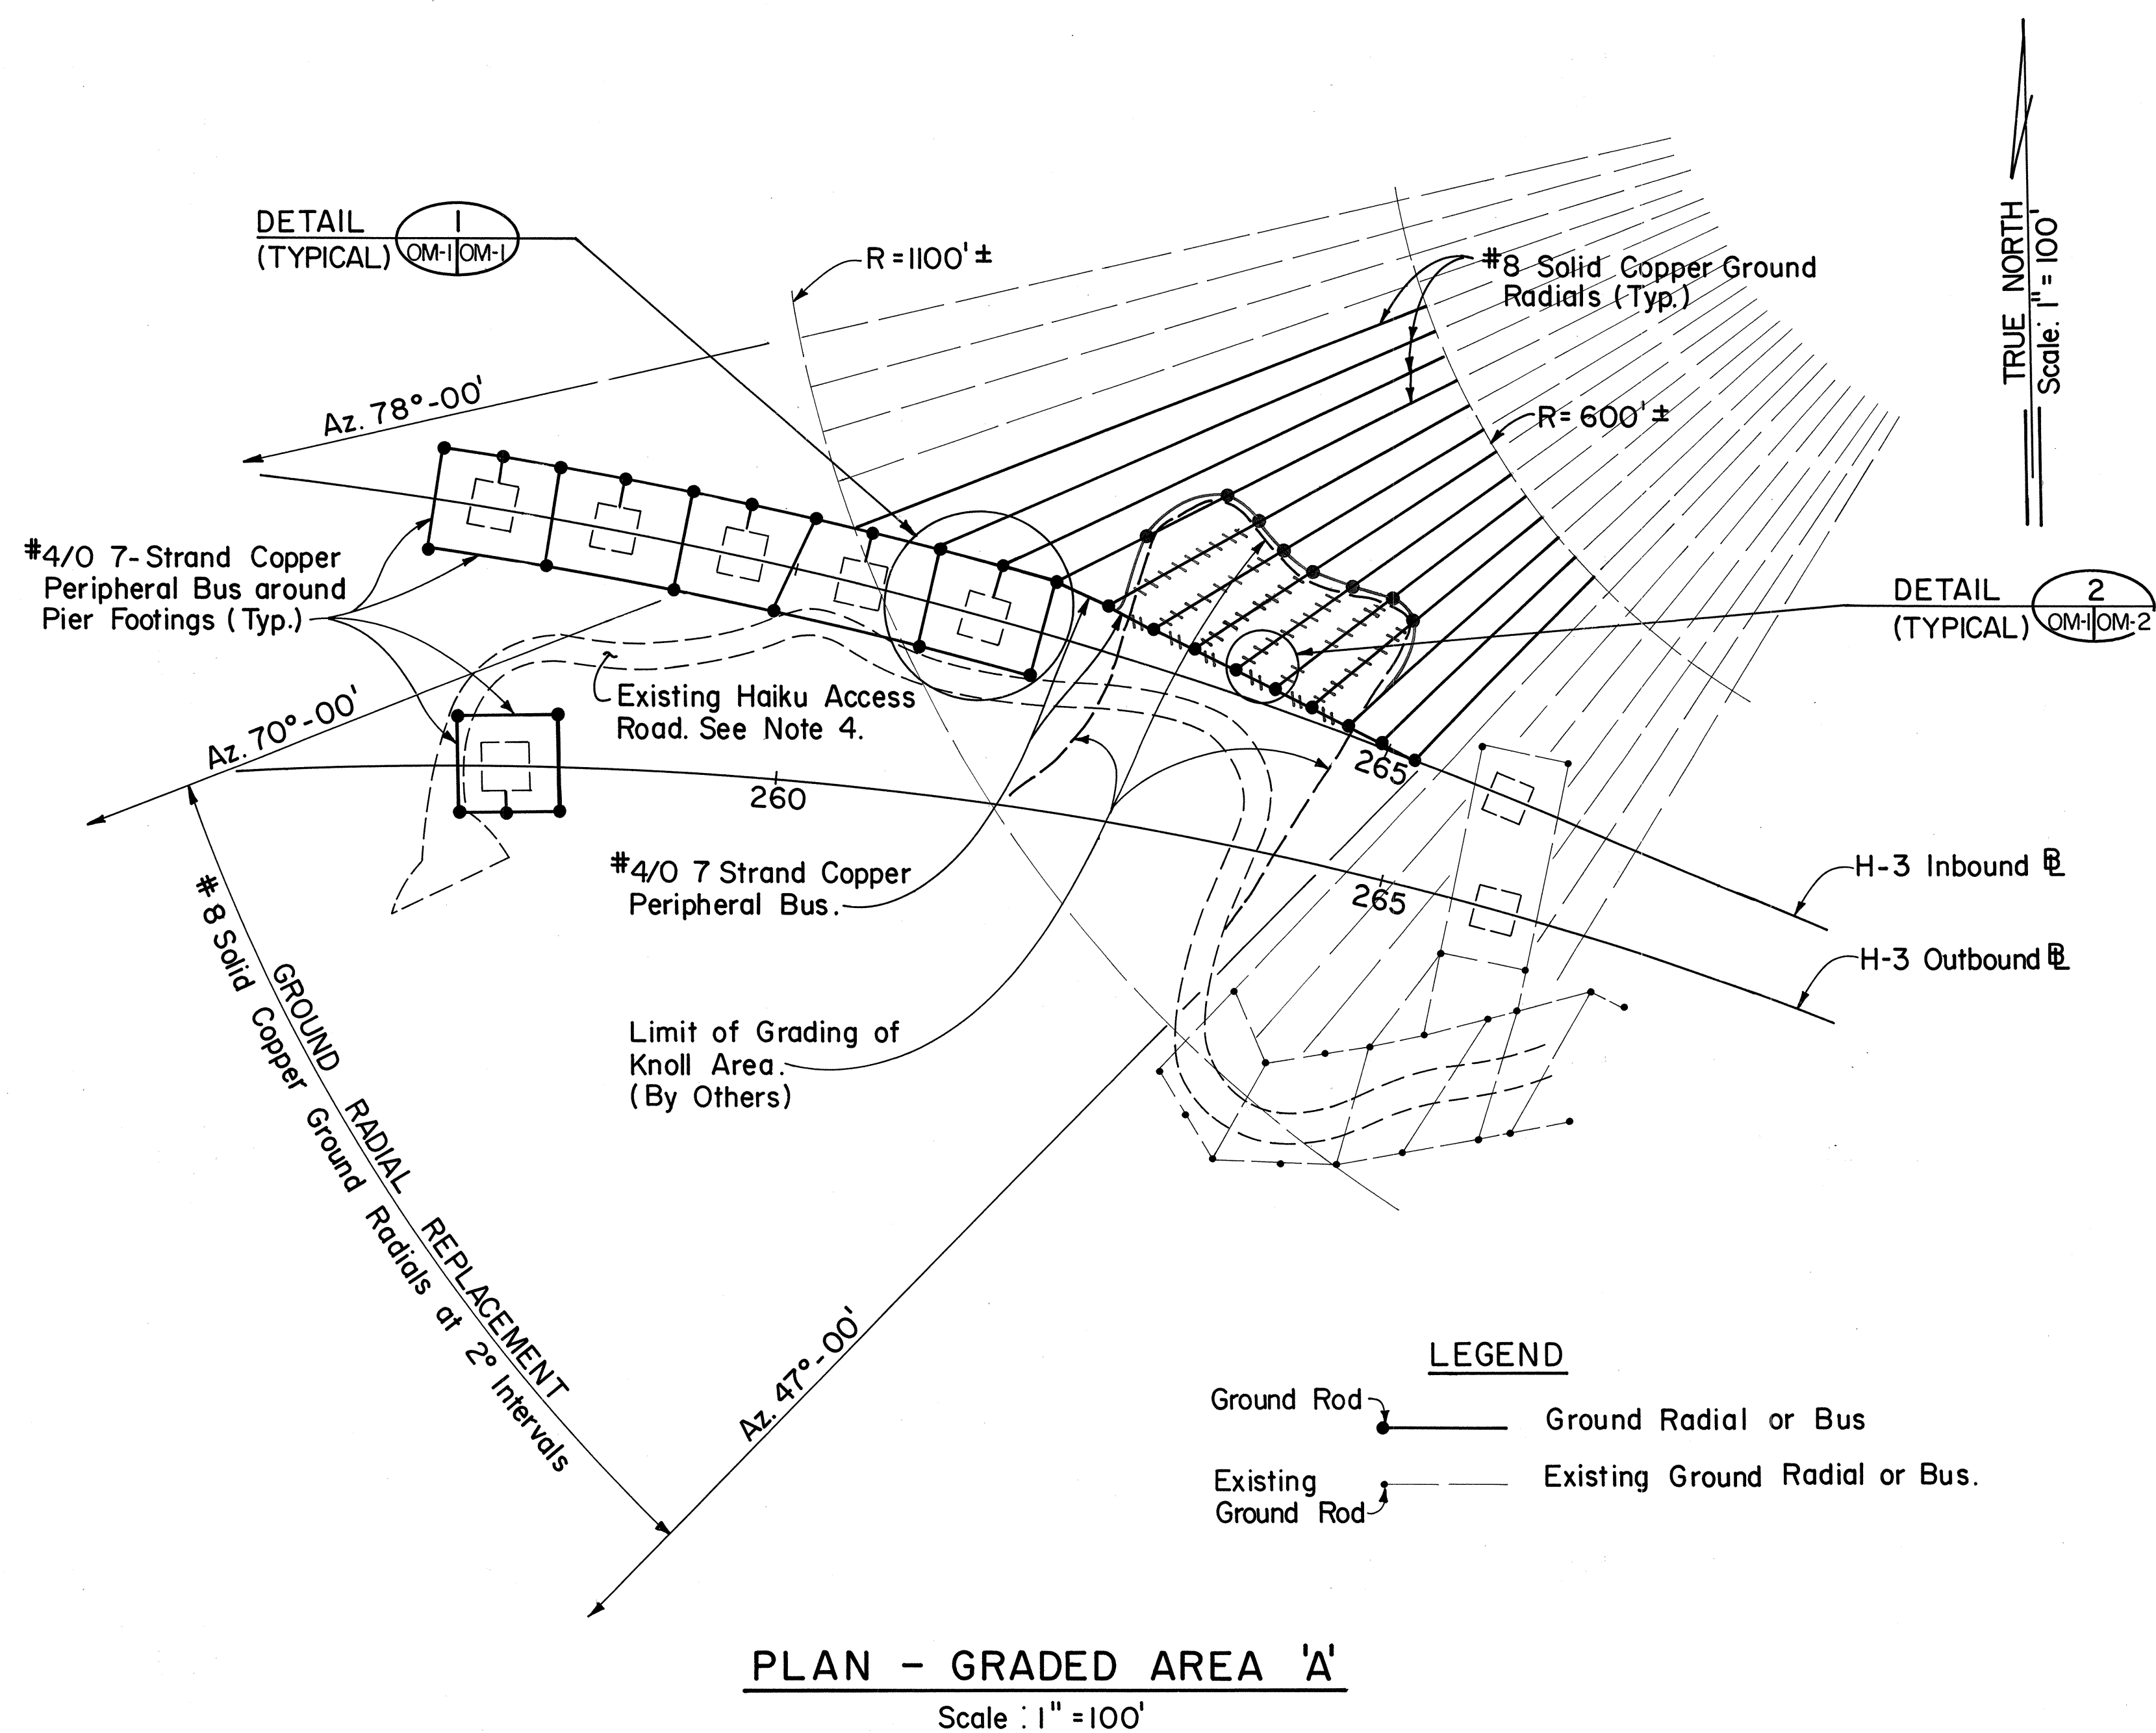 DETAIL
(TYPICAL)
1
OM-1 OM-1
R=1100'±
#8 Solid Copper Ground
Radials (Typ.)
TRUE NORTH
Scale: 1"=100'
Az. 78°-00'
R=600'±
#4/0 7-Strand Copper
Peripheral Bus around
Pier Footings (Typ.)
DETAIL
(TYPICAL)
2
OM-1 OM-2
Existing Haiku Access
Road. See Note 4.
Az. 70°-00'
260
265
265
#4/0 7 Strand Copper
Peripheral Bus.
H-3 Inbound BL
H-3 Outbound BL
Limit of Grading of
Knoll Area.
(By Others)
GROUND RADIAL REPLACEMENT
#8 Solid Copper Ground Radials at 2° Intervals
Az. 47°-00'
LEGEND
Ground Rod
Ground Radial or Bus
Existing
Ground Rod
Existing Ground Radial or Bus.
PLAN - GRADED AREA 'A'
Scale : 1"=100'